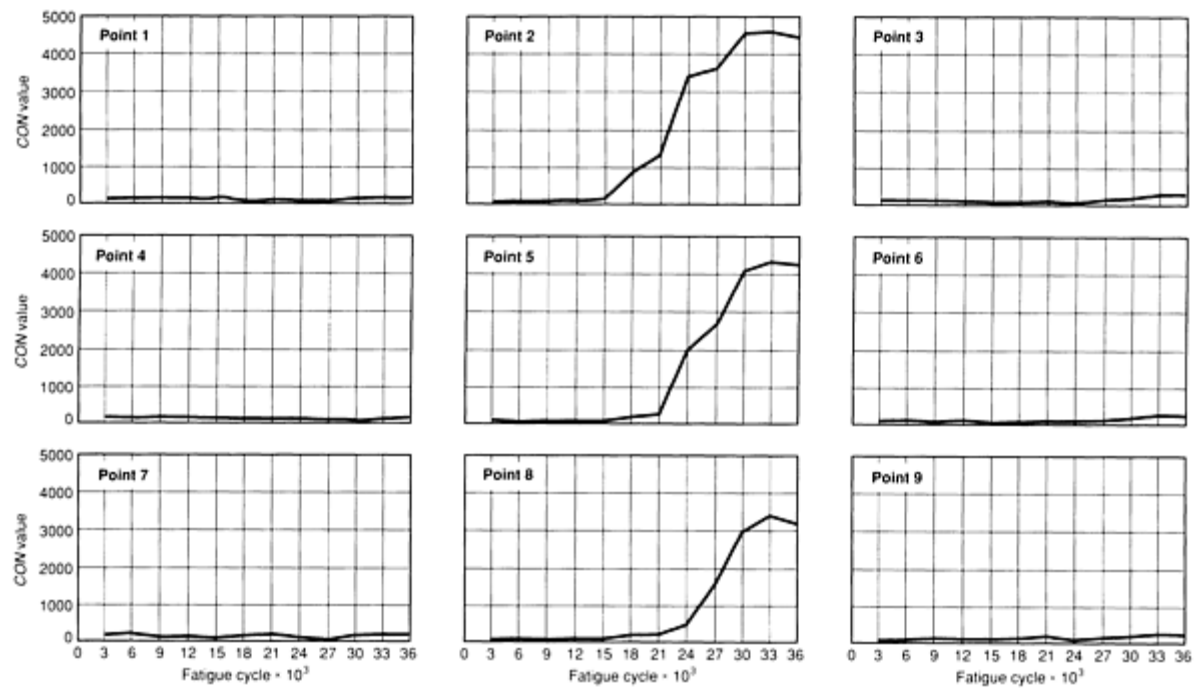 5000
Point 1
Point 2
Point 3
4000
3000
CON value
2000
1000
0
5000
Point 4
Point 5
Point 6
4000
3000
CON value
2000
1000
0
5000
Point 7
Point 8
Point 9
4000
3000
CON value
2000
1000
0
0 3 6 9 12 15 18 21 24 27 30 33 36
0 3 6 9 12 15 18 21 24 27 30 33 36
0 3 6 9 12 15 18 21 24 27 30 33 36
Fatigue cycle • 10³
Fatigue cycle • 10³
Fatigue cycle • 10³